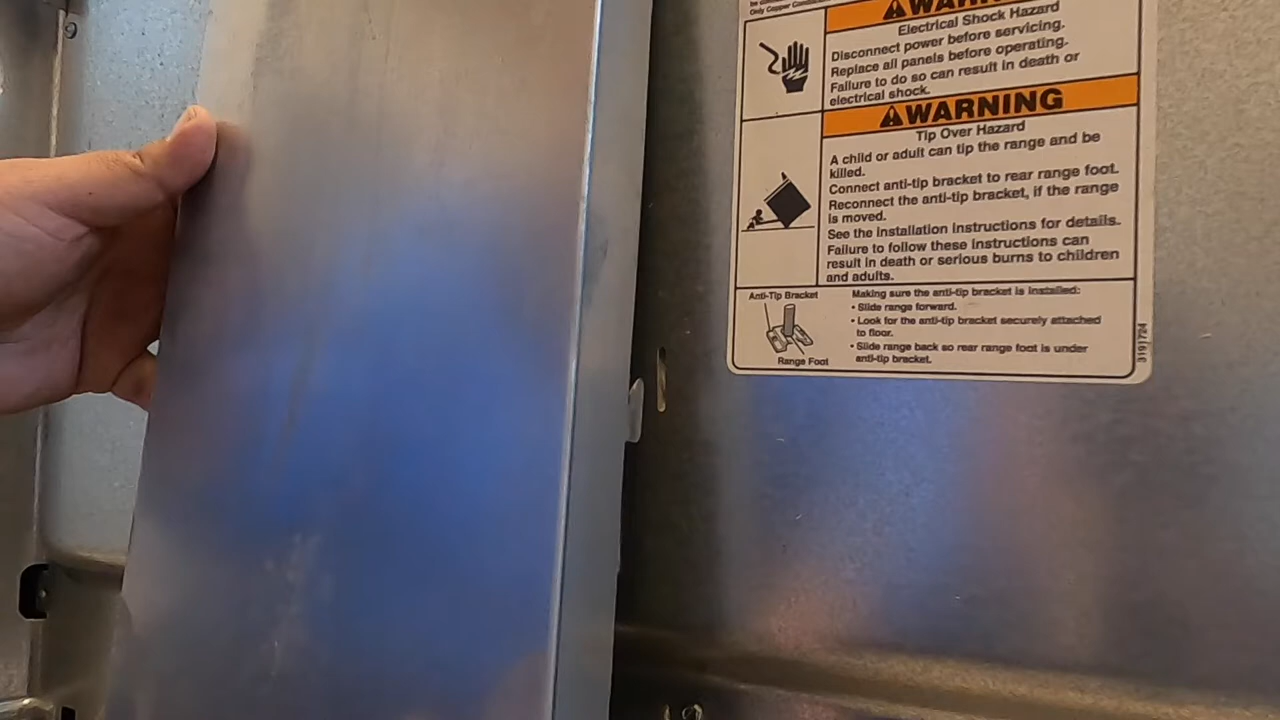 Only Copper
WARN
Electrical Shock Hazard
Disconnect power before servicing.
Replace all panels before operating.
Failure to do so can result in death or
electrical shock.
WARNING
Tip Over Hazard
A child or adult can tip the range and be
killed.
Connect anti-tip bracket to rear range foot.
Reconnect the anti-tip bracket, if the range
is moved.
See the installation instructions for details.
Failure to follow these instructions can
result in death or serious burns to children
and adults.
Anti-Tip Bracket
Range Foot
Making sure the anti-tip bracket is installed:
• Slide range forward.
• Look for the anti-tip bracket securely attached
to floor.
• Slide range back so rear range foot is under
anti-tip bracket.
3191724